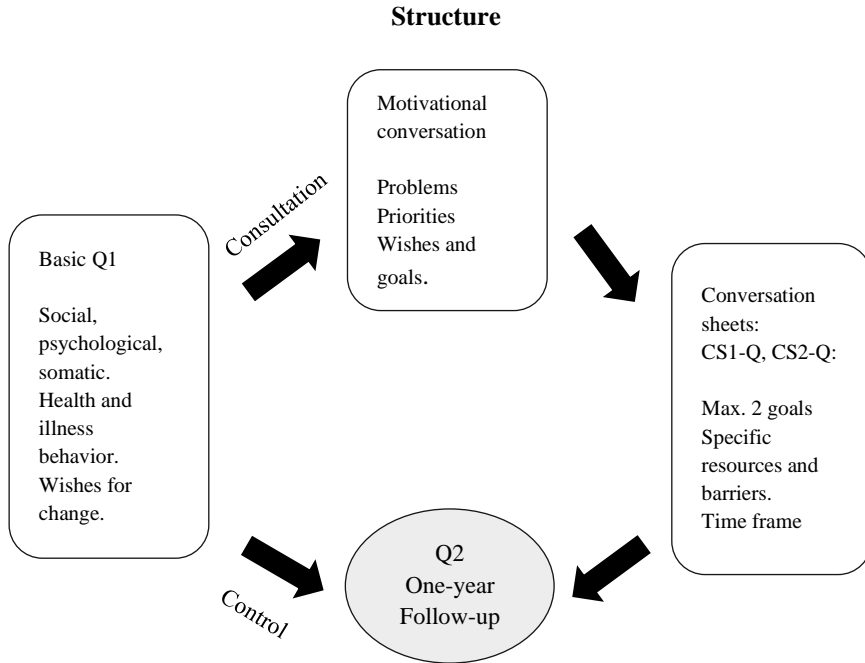 Structure
Motivational
conversation
Problems
Priorities
Wishes and
goals.
Consultation
Basic Q1
Social,
psychological,
somatic.
Health and
illness
behavior.
Wishes for
change.
Conversation
sheets:
CS1-Q, CS2-Q:
Max. 2 goals
Specific
resources and
barriers.
Time frame
Control
Q2
One-year
Follow-up